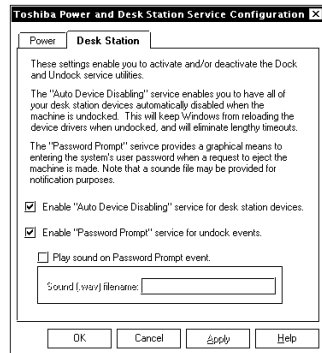 Toshiba Power and Desk Station Service Configuration
Power
Desk Station
These settings enable you to activate and/or deactivate the Dock
and Undock service utilities.
The "Auto Device Disabling" service enables you to have all of
your desk station devices automatically disabled when the
machine is undocked. This will keep Windows from reloading the
device drivers when undocked, and will eliminate lengthy timeouts.
The "Password Prompt" serivce provides a graphical means to
entering the system's user password when a request to eject the
machine is made. Note that a sounde file may be provided for
notification purposes.
Enable "Auto Device Disabling" service for desk station devices.
Enable "Password Prompt" service for undock events.
Play sound on Password Prompt event.
Sound (.wav) filename:
OK
Cancel
Apply
Help